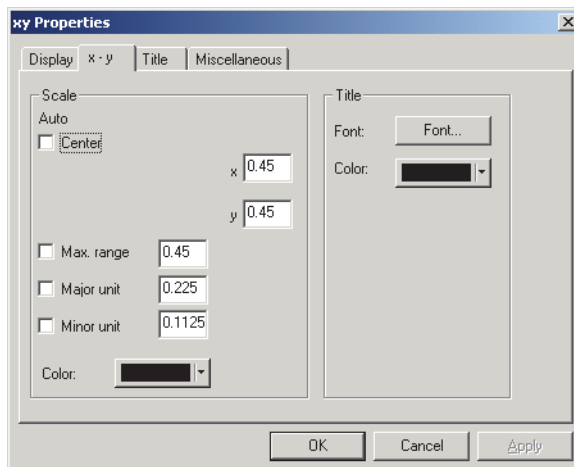 xy Properties
Display x - y Title Miscellaneous
Scale
Auto
Center
x 0.45
y 0.45
Max. range 0.45
Major unit 0.225
Minor unit 0.1125
Color:
Title
Font: Font...
Color:
OK Cancel Apply